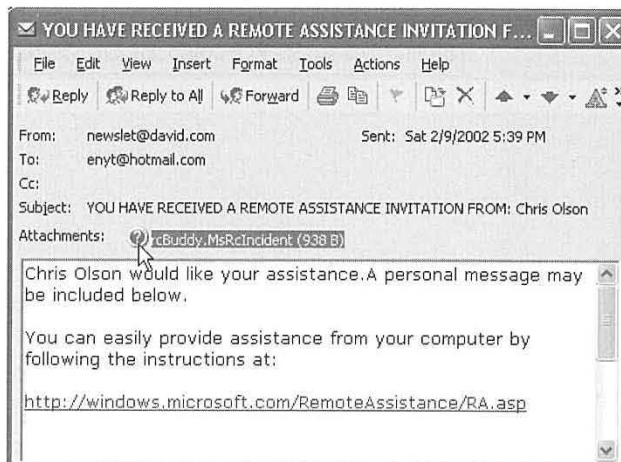 YOU HAVE RECEIVED A REMOTE ASSISTANCE INVITATION F...
File Edit View Insert Format Tools Actions Help
Reply Reply to All Forward
From: newslet@david.com Sent: Sat 2/9/2002 5:39 PM
To: enyt@hotmail.com
Cc:
Subject: YOU HAVE RECEIVED A REMOTE ASSISTANCE INVITATION FROM: Chris Olson
Attachments: rcBuddy.MsRcIncident (938 B)
Chris Olson would like your assistance.A personal message may
be included below.
You can easily provide assistance from your computer by
following the instructions at:
http://windows.microsoft.com/RemoteAssistance/RA.asp